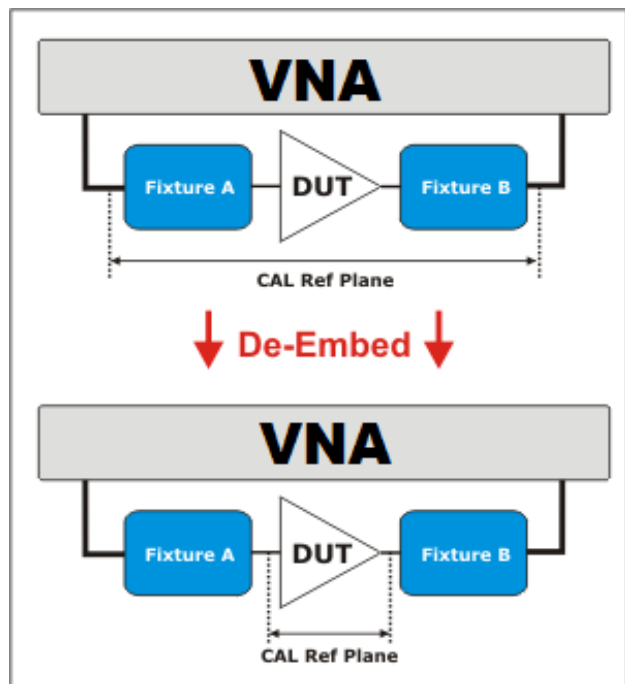 VNA
Fixture A
DUT
Fixture B
CAL Ref Plane
De-Embed
VNA
Fixture A
DUT
Fixture B
CAL Ref Plane